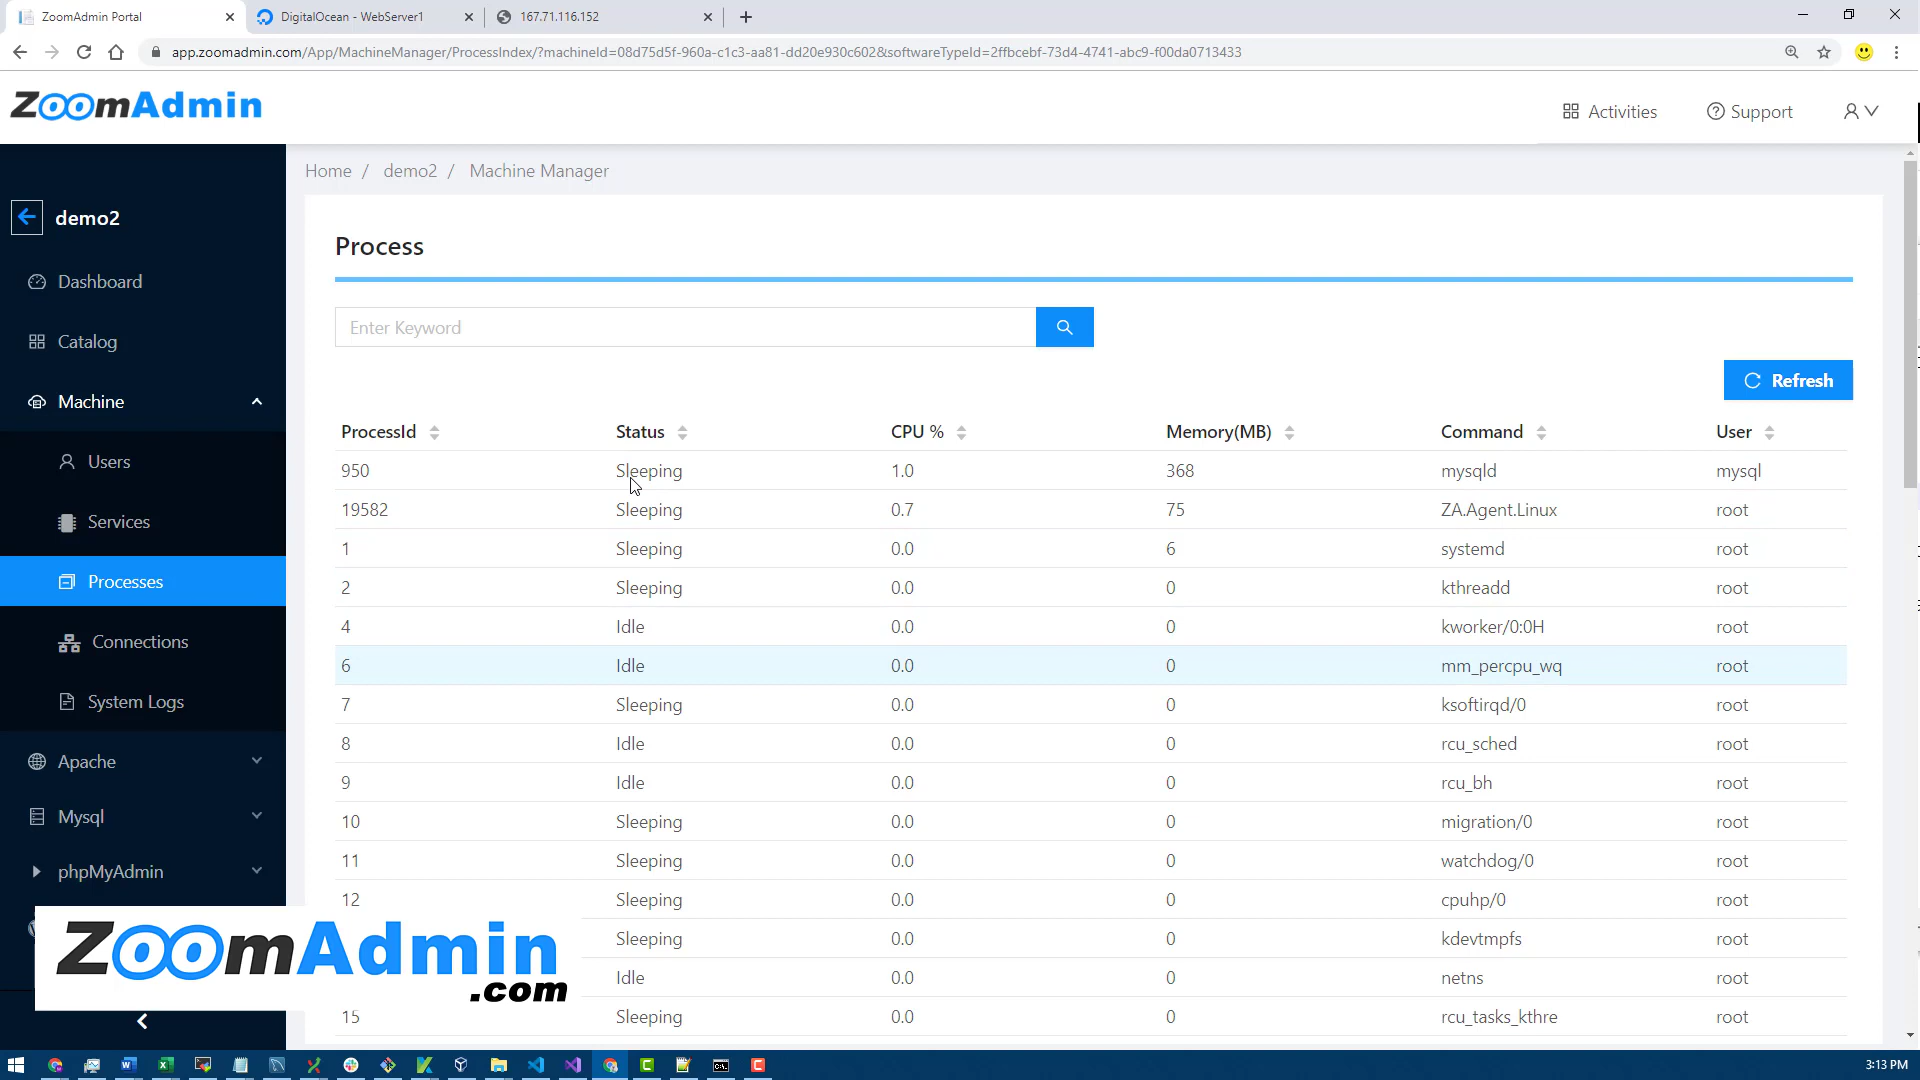 ZoomAdmin Portal
DigitalOcean - WebServer1
167.71.116.152
app.zoomadmin.com/App/MachineManager/ProcessIndex/?machineId=08d75d5f-960a-c1c3-aa81-dd20e930c602&softwareTypeId=2ffbcebf-73d4-4741-abc9-f00da0713433
ZoomAdmin
Activities
Support
Home / demo2 / Machine Manager
demo2
Dashboard
Catalog
Machine
Users
Services
Processes
Connections
System Logs
Apache
Mysql
phpMyAdmin
Process
Enter Keyword
Refresh
ProcessId Status CPU % Memory(MB) Command User
950 Sleeping 1.0 368 mysqld mysql
19582 Sleeping 0.7 75 ZA.Agent.Linux root
1 Sleeping 0.0 6 systemd root
2 Sleeping 0.0 0 kthreadd root
4 Idle 0.0 0 kworker/0:0H root
6 Idle 0.0 0 mm_percpu_wq root
7 Sleeping 0.0 0 ksoftirqd/0 root
8 Idle 0.0 0 rcu_sched root
9 Idle 0.0 0 rcu_bh root
10 Sleeping 0.0 0 migration/0 root
11 Sleeping 0.0 0 watchdog/0 root
12 Sleeping 0.0 0 cpuhp/0 root
Sleeping 0.0 0 kdevtmpfs root
Idle 0.0 0 netns root
15 Sleeping 0.0 0 rcu_tasks_kthre root
ZoomAdmin
.com
3:13 PM